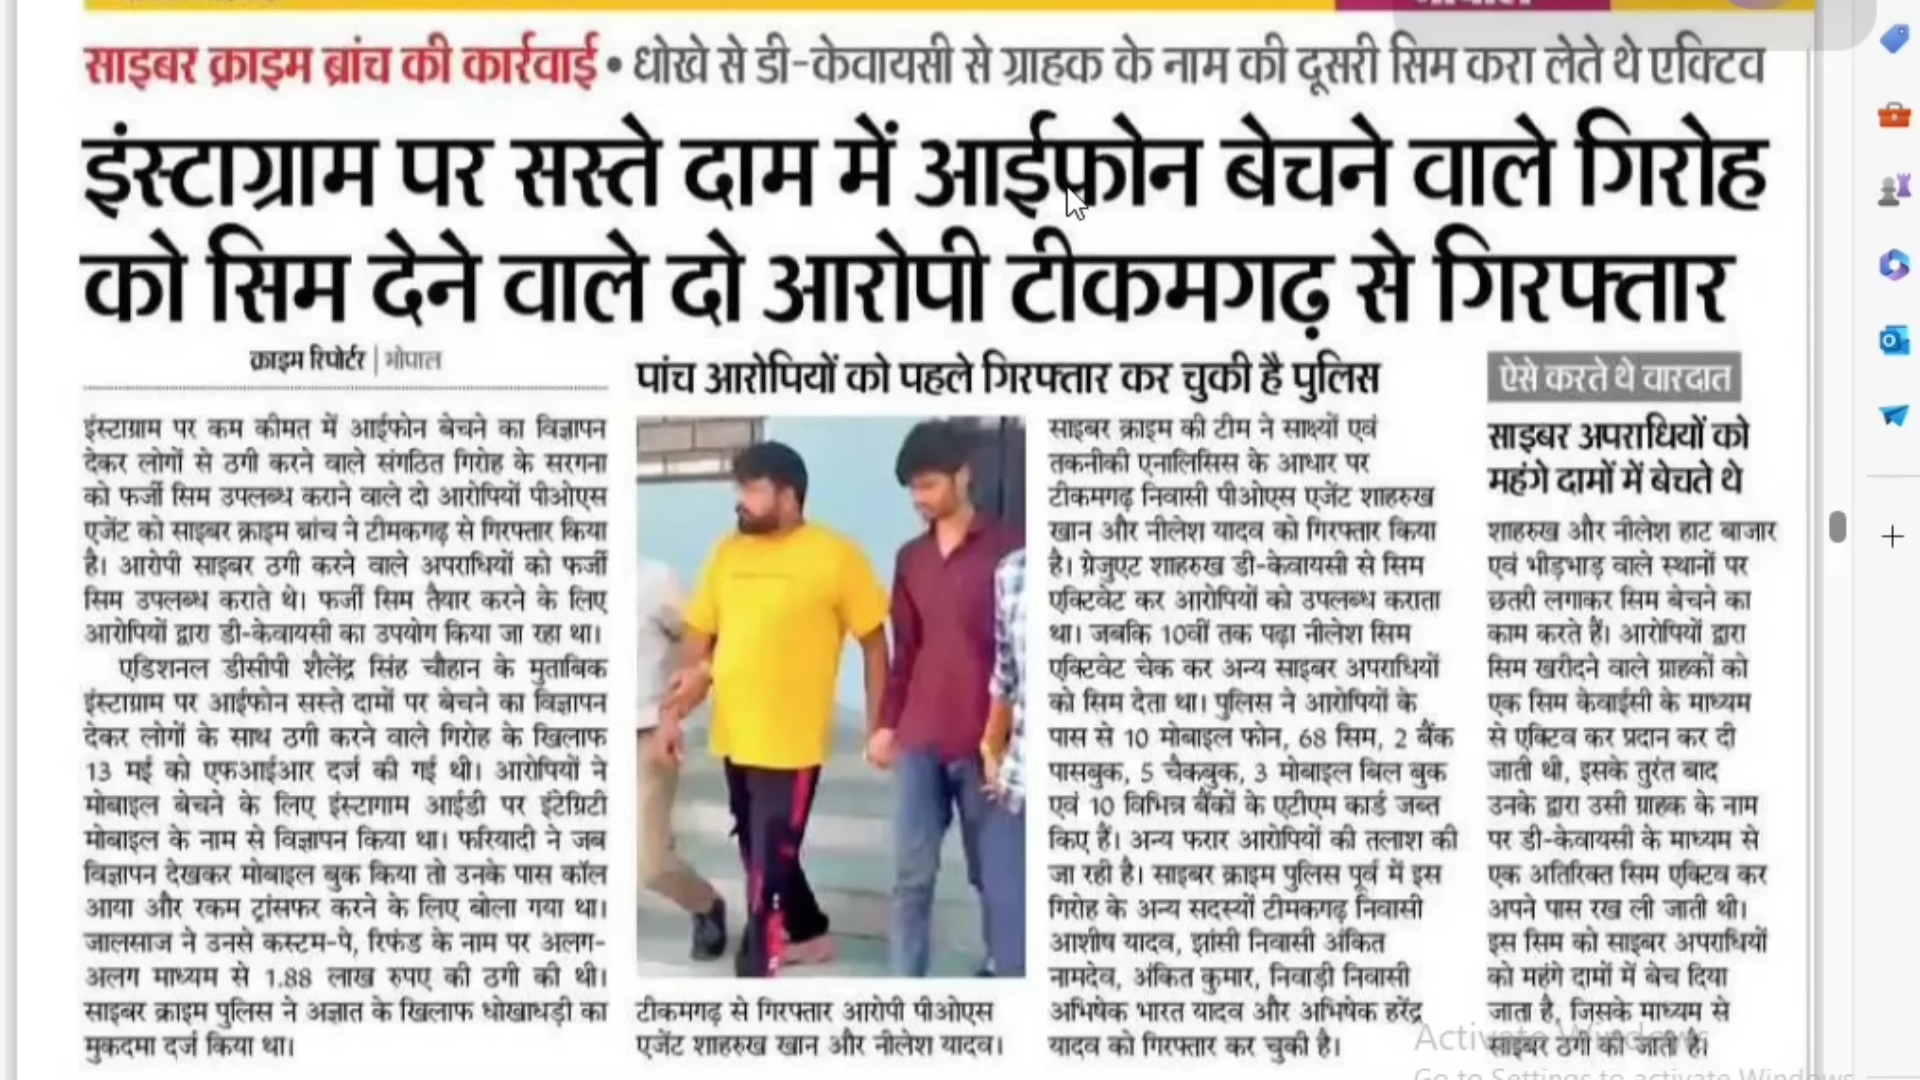 साइबर क्राइम ब्रांच की कार्रवाई • धोखे से डी-केवायसी से ग्राहक के नाम की दूसरी सिम करा लेते थे एक्टिव
इंस्टाग्राम पर सस्ते दाम में आईफोन बेचने वाले गिरोह
को सिम देने वाले दो आरोपी टीकमगढ़ से गिरफ्तार
क्राइम रिपोर्टर | भोपाल
इंस्टाग्राम पर कम कीमत में आईफोन बेचने का विज्ञापन
देकर लोगों से ठगी करने वाले संगठित गिरोह के सरगना
को फर्जी सिम उपलब्ध कराने वाले दो आरोपियों पीओएस
एजेंट को साइबर क्राइम ब्रांच ने टीमकगढ़ से गिरफ्तार किया
है। आरोपी साइबर ठगी करने वाले अपराधियों को फर्जी
सिम उपलब्ध कराते थे। फर्जी सिम तैयार करने के लिए
आरोपियों द्वारा डी-केवायसी का उपयोग किया जा रहा था।
एडिशनल डीसीपी शैलेंद्र सिंह चौहान के मुताबिक
इंस्टाग्राम पर आईफोन सस्ते दामों पर बेचने का विज्ञापन
देकर लोगों के साथ ठगी करने वाले गिरोह के खिलाफ
13 मई को एफआईआर दर्ज की गई थी। आरोपियों ने
मोबाइल बेचने के लिए इंस्टागाम आईडी पर इंटेग्रिटी
मोबाइल के नाम से विज्ञापन किया था। फरियादी ने जब
विज्ञापन देखकर मोबाइल बुक किया तो उनके पास कॉल
आया और रकम ट्रांसफर करने के लिए बोला गया था।
जालसाज ने उनसे कस्टम-पे, रिफंड के नाम पर अलग-
अलग माध्यम से 1.88 लाख रुपए की ठगी की थी।
साइबर क्राइम पुलिस ने अज्ञात के खिलाफ धोखाधड़ी का
मुकदमा दर्ज किया था।
पांच आरोपियों को पहले गिरफ्तार कर चुकी है पुलिस
टीकमगढ़ से गिरफ्तार आरोपी पीओएस
एजेंट शाहरुख खान और नीलेश यादव।
साइबर क्राइम की टीम ने साक्ष्यों एवं
तकनीकी एनालिसिस के आधार पर
टीकमगढ़ निवासी पीओएस एजेंट शाहरुख
खान और नीलेश यादव को गिरफ्तार किया
है। ग्रेजुएट शाहरुख डी-केवायसी से सिम
एक्टिवेट कर आरोपियों को उपलब्ध कराता
था। जबकि 10वीं तक पढ़ा नीलेश सिम
एक्टिवेट चेक कर अन्य साइबर अपराधियों
को सिम देता था। पुलिस ने आरोपियों के
पास से 10 मोबाइल फोन, 68 सिम, 2 बैंक
पासबुक, 5 चैकबुक, 3 मोबाइल बिल बुक
एवं 10 विभिन्न बैंकों के एटीएम कार्ड जब्त
किए हैं। अन्य फरार आरोपियों की तलाश की
जा रही है। साइबर क्राइम पुलिस पूर्व में इस
गिरोह के अन्य सदस्यों टीमकगढ़ निवासी
आशीष यादव, झांसी निवासी अंकित
नामदेव, अंकित कुमार, निवाड़ी निवासी
अभिषेक भारत यादव और अभिषेक हरेंद्र
यादव को गिरफ्तार कर चुकी है।
ऐसे करते थे वारदात
साइबर अपराधियों को
महंगे दामों में बेचते थे
शाहरुख और नीलेश हाट बाजार
एवं भीड़भाड़ वाले स्थानों पर
छतरी लगाकर सिम बेचने का
काम करते हैं। आरोपियों द्वारा
सिम खरीदने वाले ग्राहकों को
एक सिम केवाईसी के माध्यम
से एक्टिव कर प्रदान कर दी
जाती थी, इसके तुरंत बाद
उनके द्वारा उसी ग्राहक के नाम
पर डी-केवायसी के माध्यम से
एक अतिरिक्त सिम एक्टिव कर
अपने पास रख ली जाती थी।
इस सिम को साइबर अपराधियों
को महंगे दामों में बेच दिया
जाता है, जिसके माध्यम से
साइबर ठगी की जाती है।
Activate Windows
Go to Settings to activate Windows